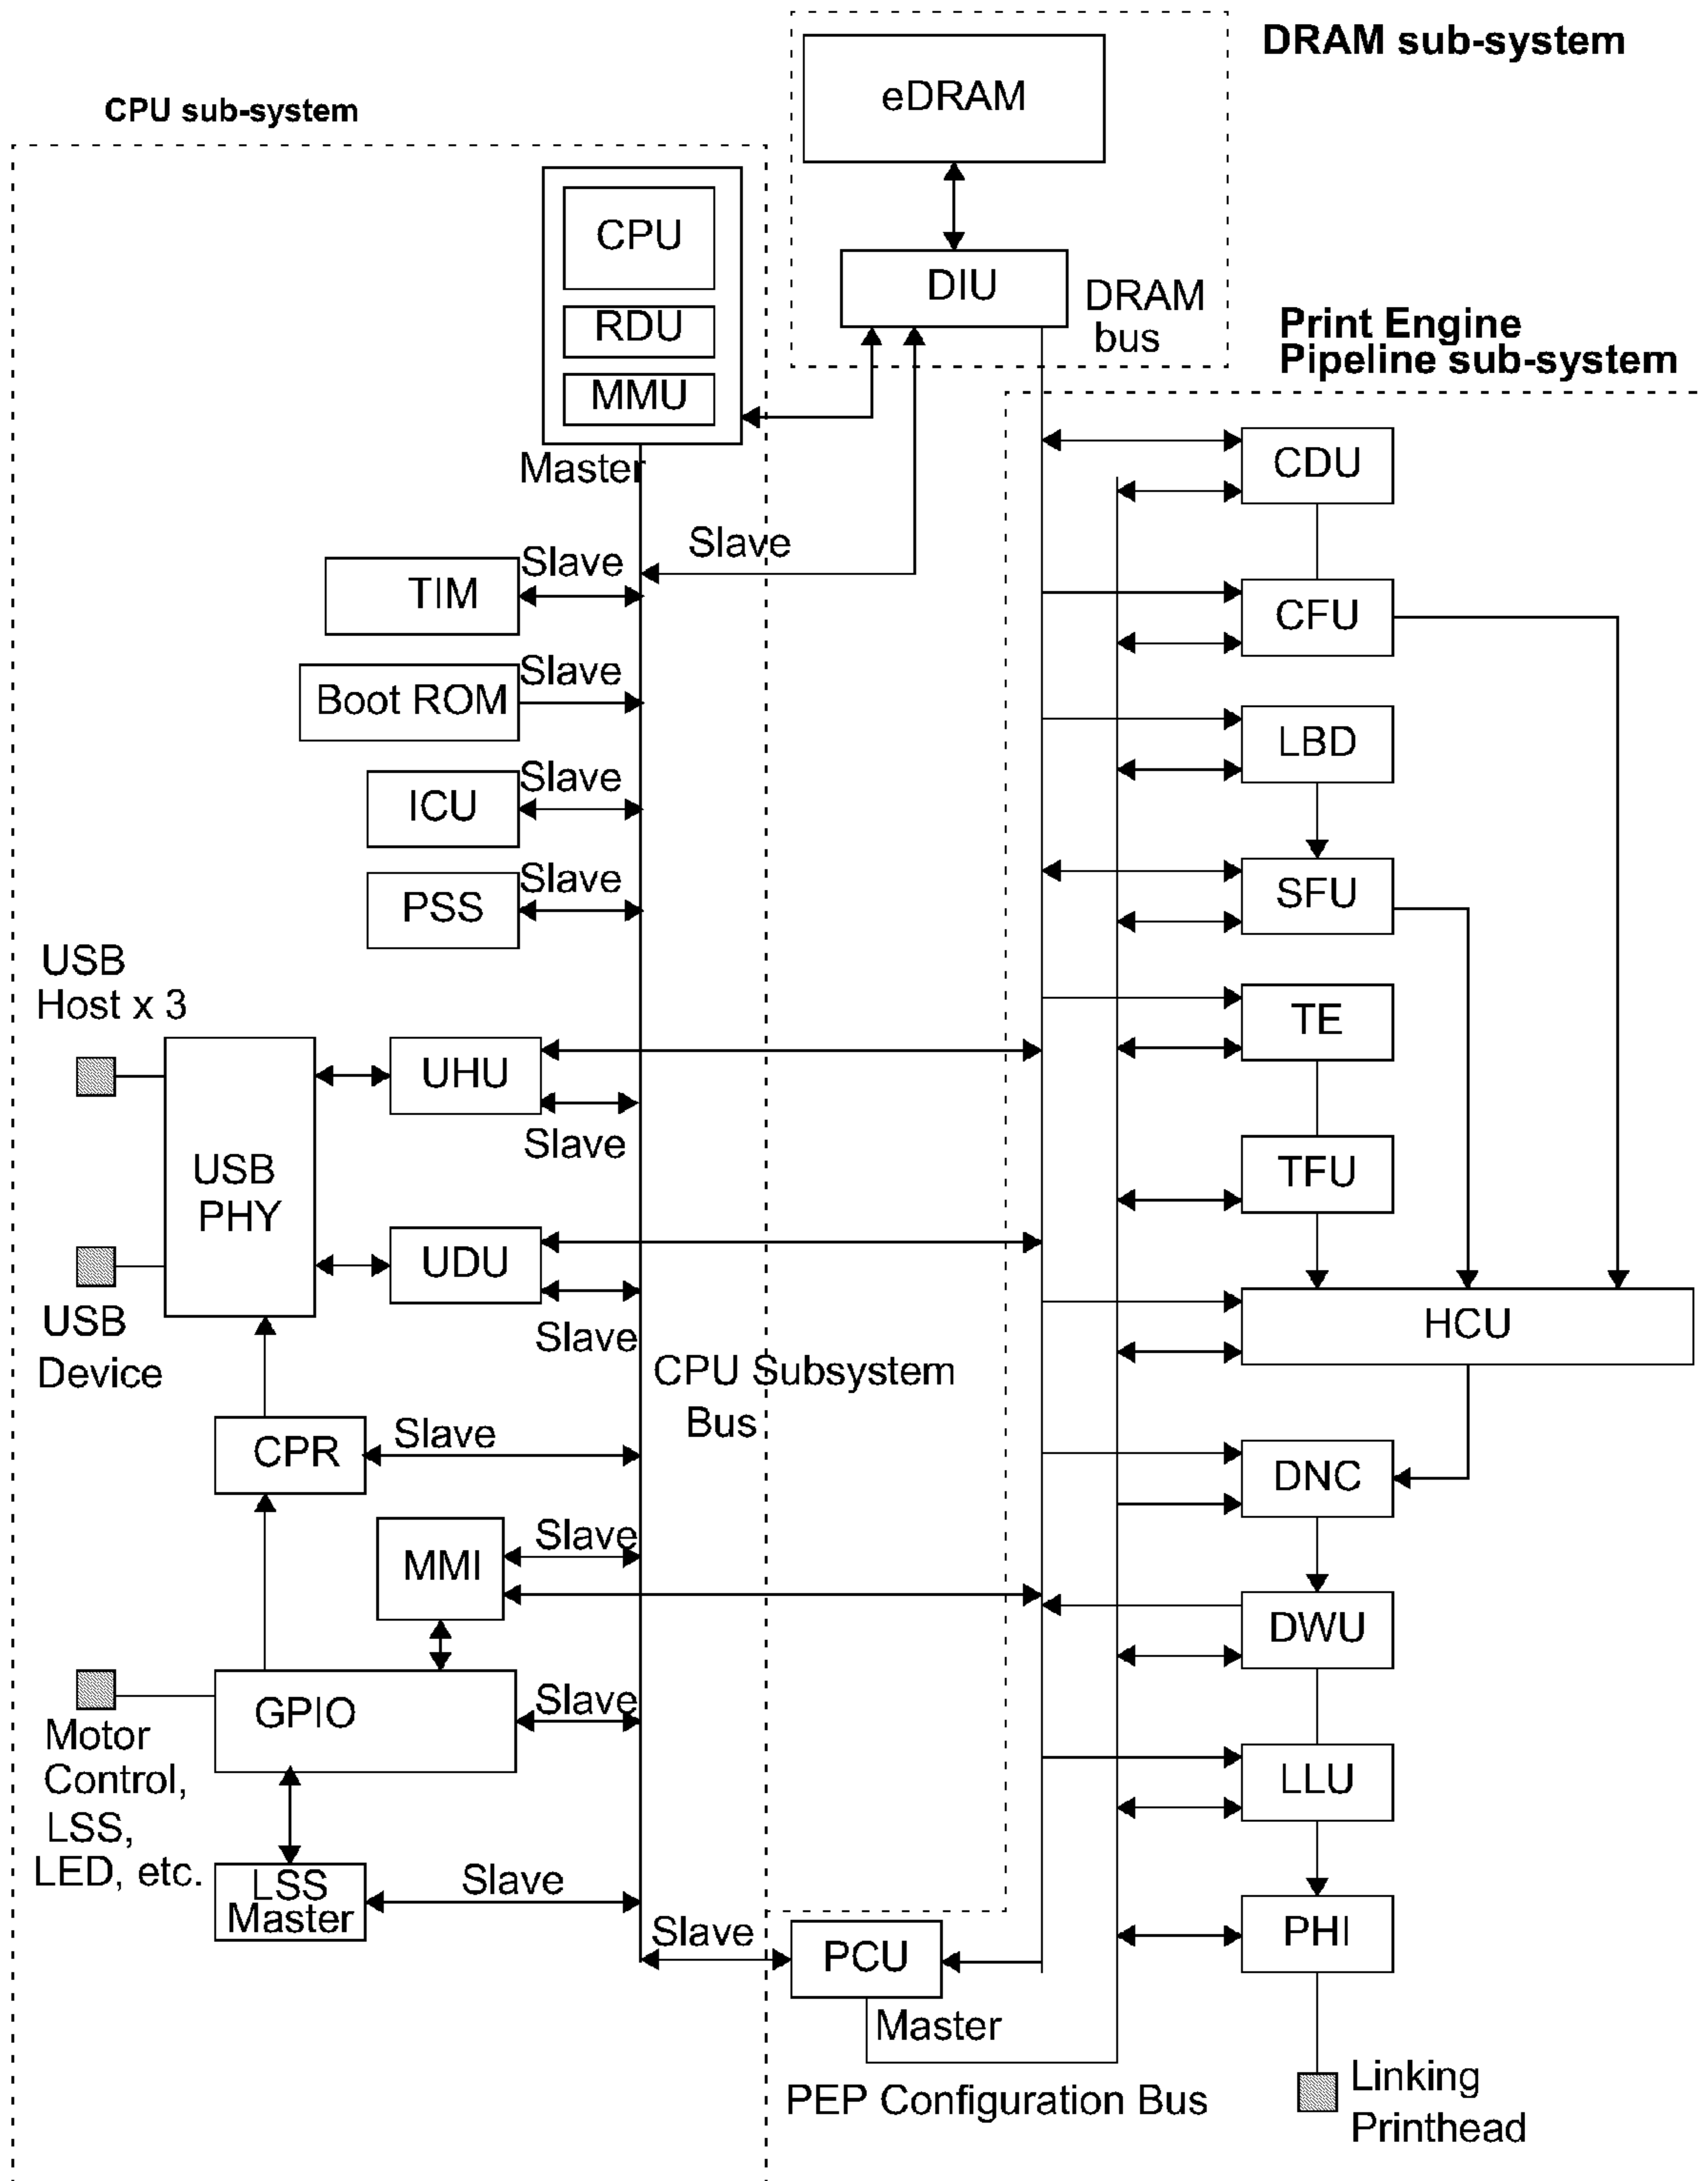 DRAM sub-system
eDRAM
CPU sub-system
CPU
DIU
DRAM
bus
RDU
Print Engine
Pipeline sub-system
MMU
Master
CDU
Slave
Slave
TIM
CFU
Slave
Boot ROM
LBD
Slave
ICU
Slave
PSS
SFU
USB
Host x 3
TE
UHU
Slave
USB
PHY
TFU
UDU
USB
Device
Slave
HCU
CPU Subsystem
Bus
Slave
CPR
DNC
Slave
MMI
DWU
Slave
GPIO
Motor
Control,
LSS,
LED, etc.
LLU
Slave
LSS
Master
Slave
PCU
PHI
Master
PEP Configuration Bus
Linking
Printhead